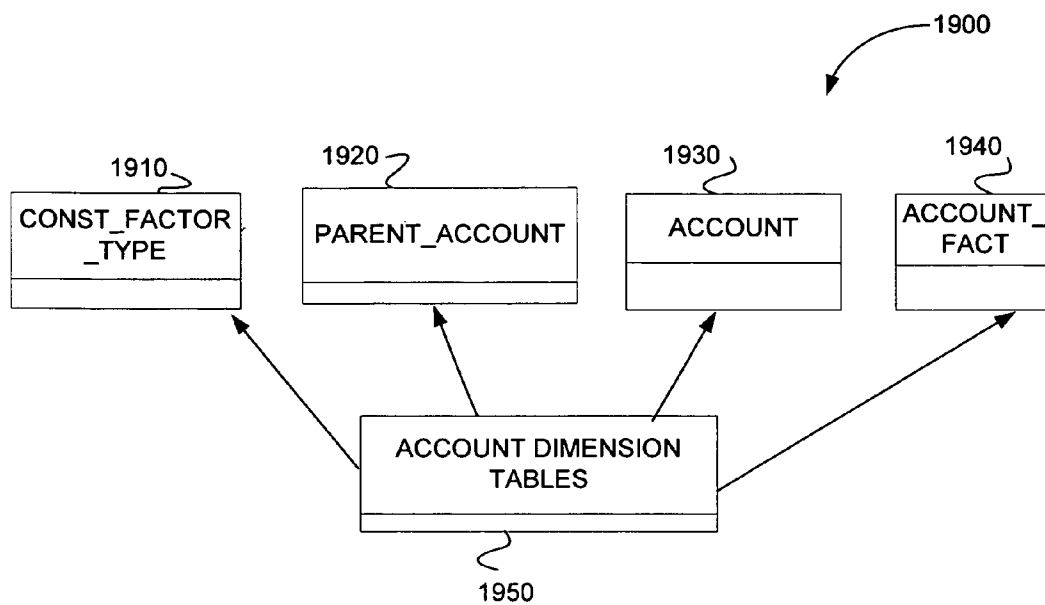 1900
1910
1920
1930
1940
CONST_FACTOR
_TYPE
PARENT_ACCOUNT
ACCOUNT
ACCOUNT_
FACT
ACCOUNT DIMENSION
TABLES
1950